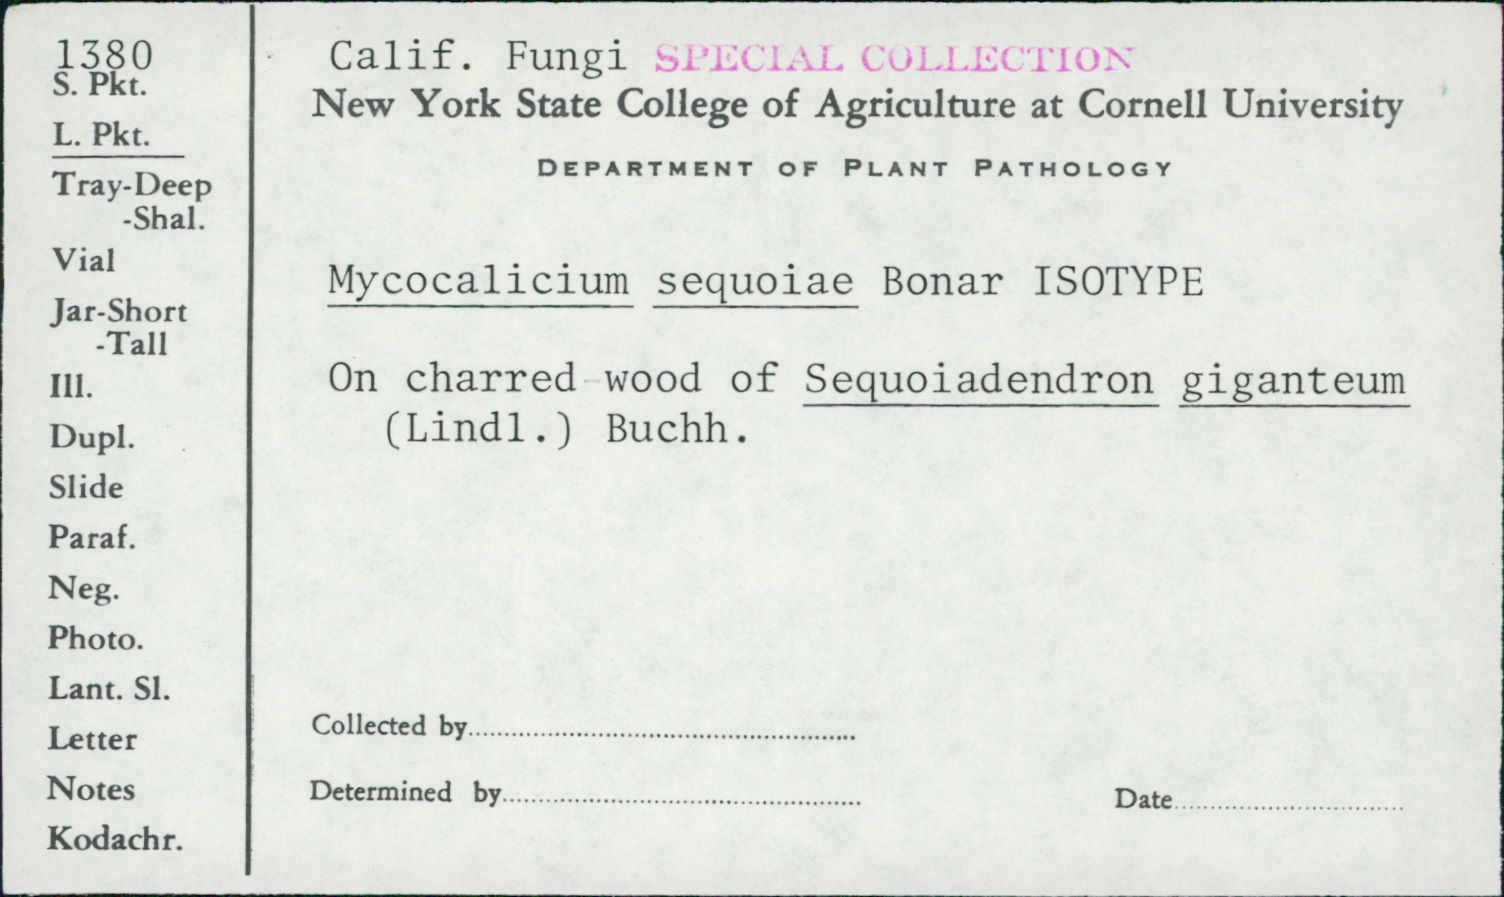 1380
S. Pkt.
L. Pkt.
Tray-Deep
-Shal.
Vial
Jar-Short
-Tall
Ill.
Dupl.
Slide
Paraf.
Neg.
Photo.
Lant. Sl.
Letter
Notes
Kodachr.
Calif. Fungi SPECIAL COLLECTION
New York State College of Agriculture at Cornell University
DEPARTMENT OF PLANT PATHOLOGY
Mycocalicium sequoiae Bonar ISOTYPE
On charred wood of Sequoiadendron giganteum
(Lindl.) Buchh.
Collected by
Determined by
Date